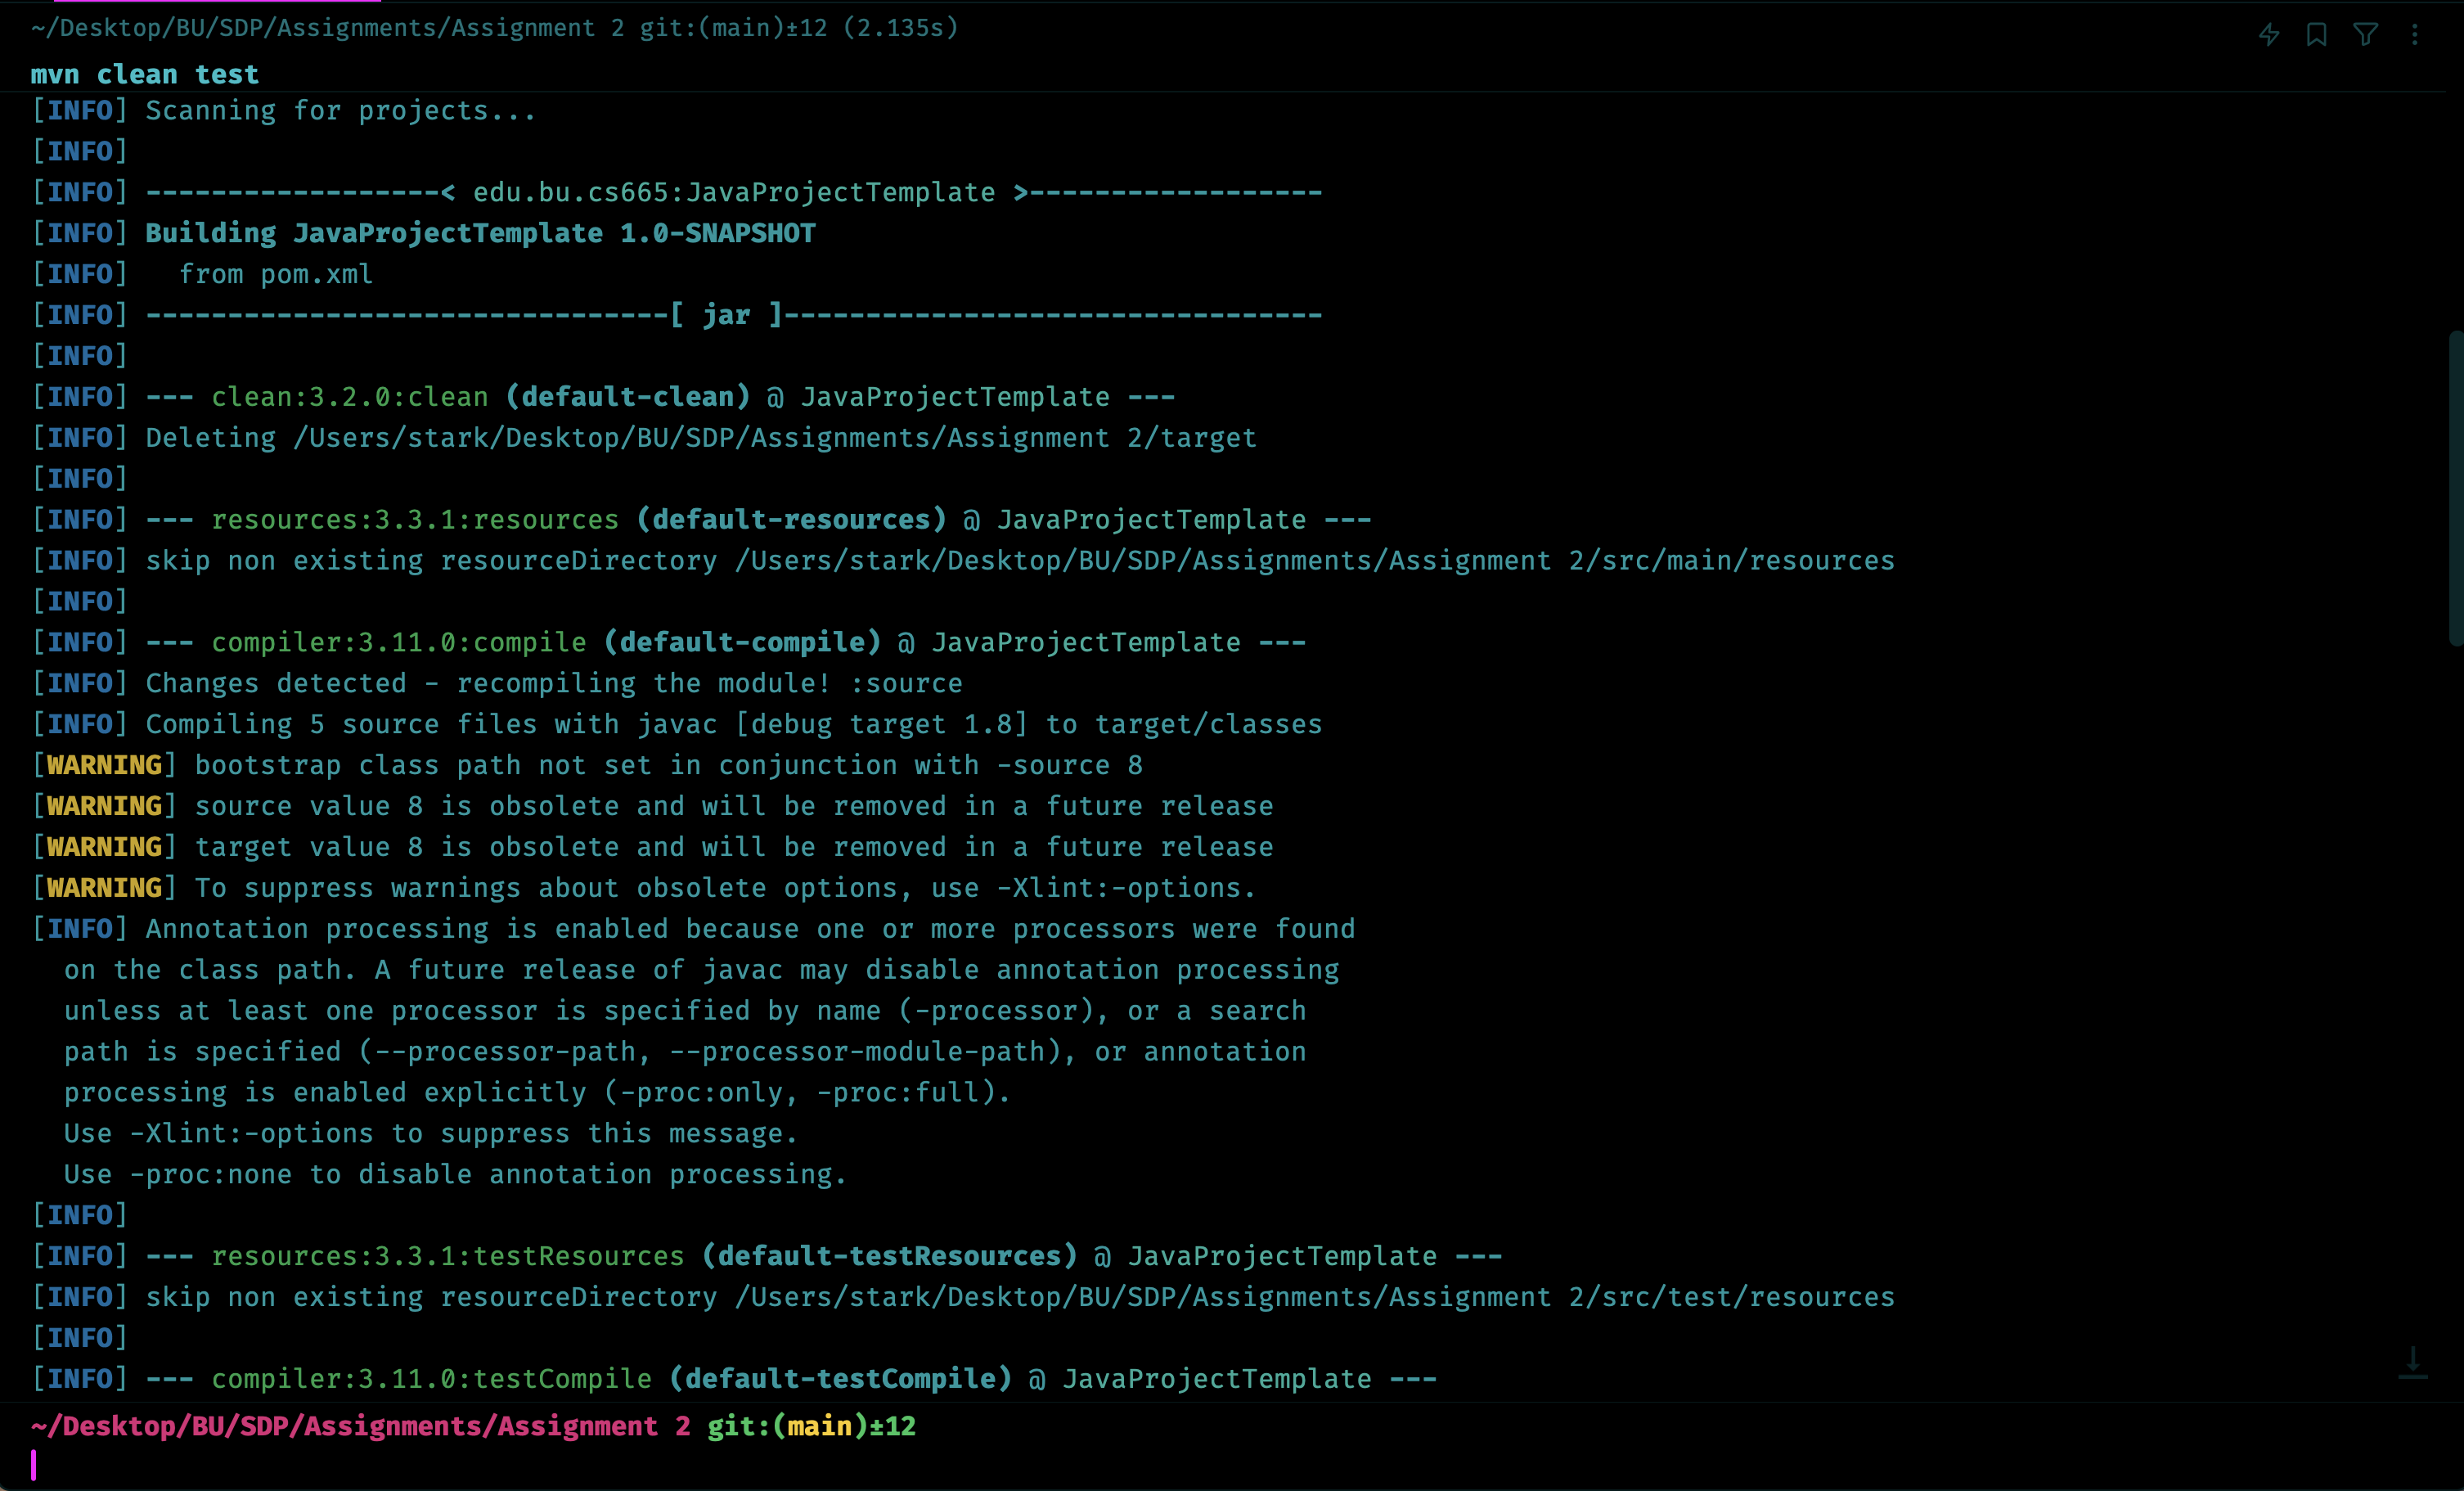 ~/Desktop/BU/SDP/Assignments/Assignment 2 git:(main)±12 (2.135s)
mvn clean test
[INFO] Scanning for projects...
[INFO]
[INFO] ------------------< edu.bu.cs665:JavaProjectTemplate >------------------
[INFO] Building JavaProjectTemplate 1.0-SNAPSHOT
[INFO]   from pom.xml
[INFO] --------------------------------[ jar ]---------------------------------
[INFO]
[INFO] --- clean:3.2.0:clean (default-clean) @ JavaProjectTemplate ---
[INFO] Deleting /Users/stark/Desktop/BU/SDP/Assignments/Assignment 2/target
[INFO]
[INFO] --- resources:3.3.1:resources (default-resources) @ JavaProjectTemplate ---
[INFO] skip non existing resourceDirectory /Users/stark/Desktop/BU/SDP/Assignments/Assignment 2/src/main/resources
[INFO]
[INFO] --- compiler:3.11.0:compile (default-compile) @ JavaProjectTemplate ---
[INFO] Changes detected - recompiling the module! :source
[INFO] Compiling 5 source files with javac [debug target 1.8] to target/classes
[WARNING] bootstrap class path not set in conjunction with -source 8
[WARNING] source value 8 is obsolete and will be removed in a future release
[WARNING] target value 8 is obsolete and will be removed in a future release
[WARNING] To suppress warnings about obsolete options, use -Xlint:-options.
[INFO] Annotation processing is enabled because one or more processors were found
  on the class path. A future release of javac may disable annotation processing
  unless at least one processor is specified by name (-processor), or a search
  path is specified (--processor-path, --processor-module-path), or annotation
  processing is enabled explicitly (-proc:only, -proc:full).
  Use -Xlint:-options to suppress this message.
  Use -proc:none to disable annotation processing.
[INFO]
[INFO] --- resources:3.3.1:testResources (default-testResources) @ JavaProjectTemplate ---
[INFO] skip non existing resourceDirectory /Users/stark/Desktop/BU/SDP/Assignments/Assignment 2/src/test/resources
[INFO]
[INFO] --- compiler:3.11.0:testCompile (default-testCompile) @ JavaProjectTemplate ---
~/Desktop/BU/SDP/Assignments/Assignment 2 git:(main)±12